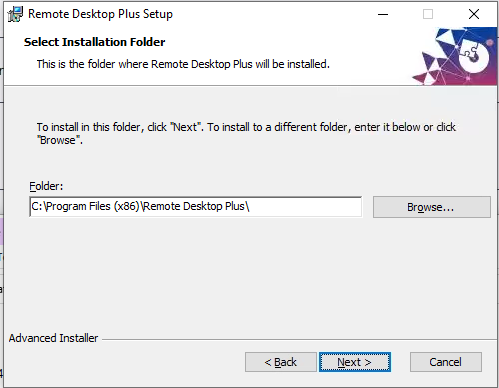 Remote Desktop Plus Setup
Select Installation Folder
This is the folder where Remote Desktop Plus will be installed.
To install in this folder, click "Next". To install to a different folder, enter it below or click
"Browse".
Folder:
C:\Program Files (x86)\Remote Desktop Plus\
Browse...
Advanced Installer
< Back
Next >
Cancel